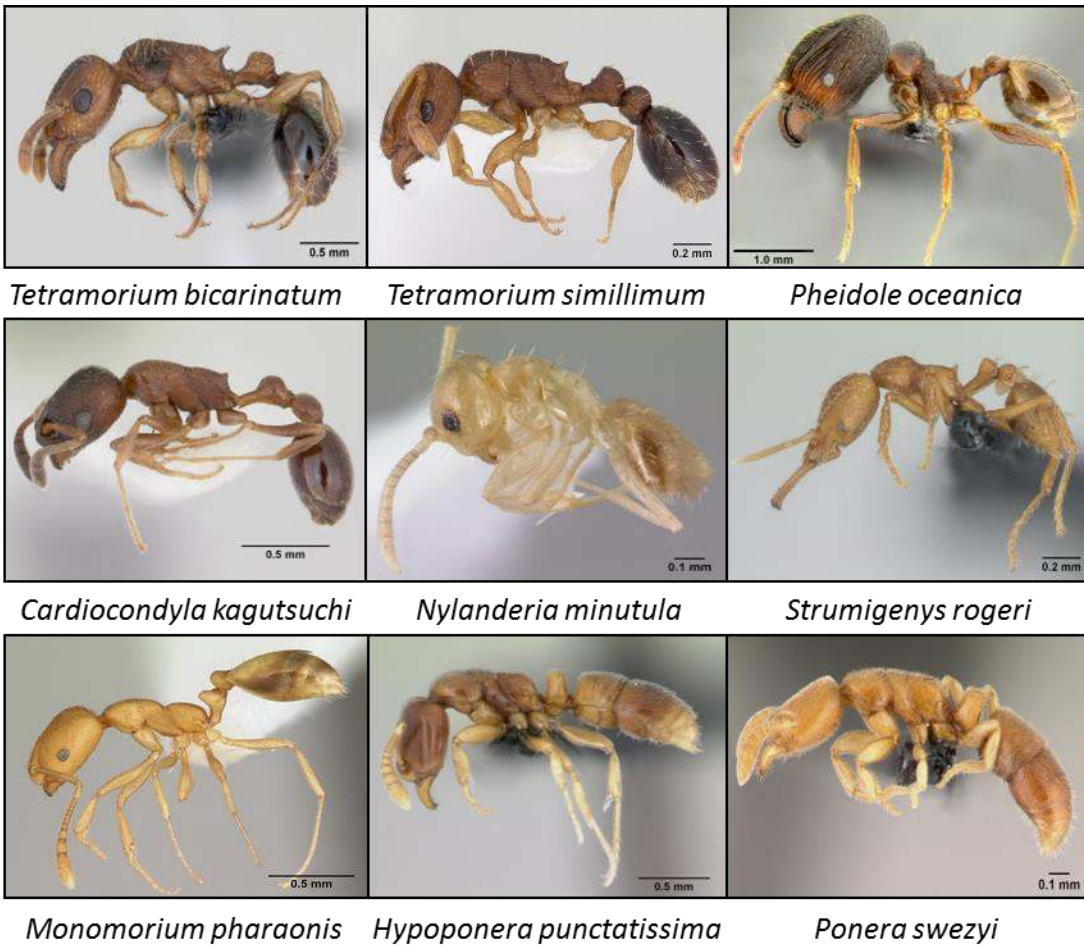 0.5 mm
0.2 mm
1.0 mm
Tetramorium bicarinatum
Tetramorium simillimum
Pheidole oceanica
0.5 mm
0.1 mm
0.2 mm
Cardiocondyla kagutsuchi
Nylanderia minutula
Strumigenys rogeri
0.5 mm
0.5 mm
0.1 mm
Monomorium pharaonis
Hypoponera punctatissima
Ponera swezyi